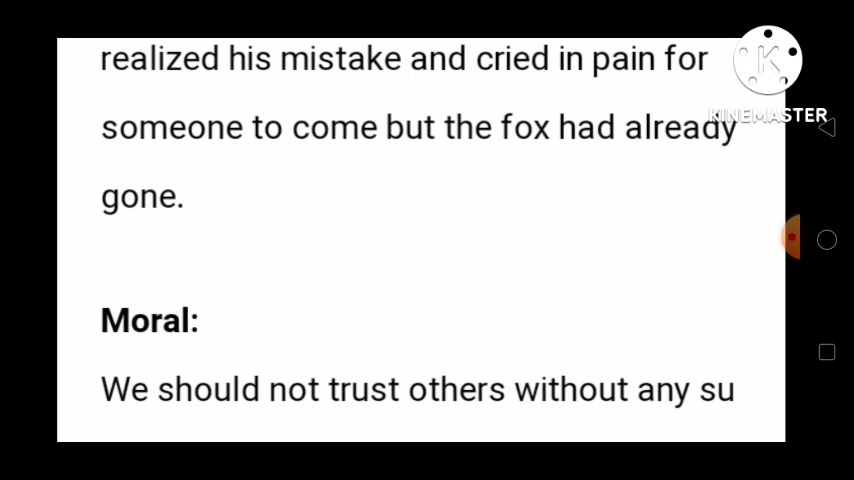 realized his mistake and cried in pain for
someone to come but the fox had already
gone.
Moral:
We should not trust others without any su
K
KINEMASTER